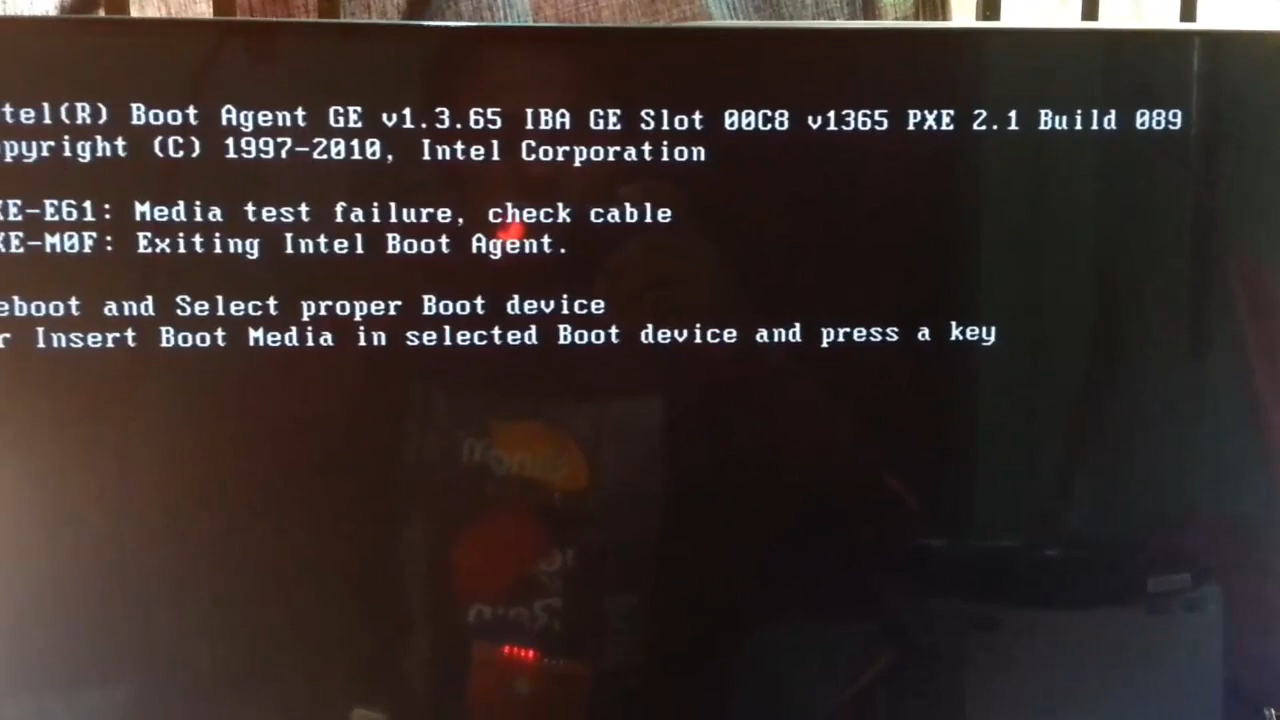 tel(R) Boot Agent GE v1.3.65 IBA GE Slot 00C8 v1365 PXE 2.1 Build 089
pyright (C) 1997-2010, Intel Corporation
XE-E61: Media test failure, check cable
XE-M0F: Exiting Intel Boot Agent.
eboot and Select proper Boot device
r Insert Boot Media in selected Boot device and press a key